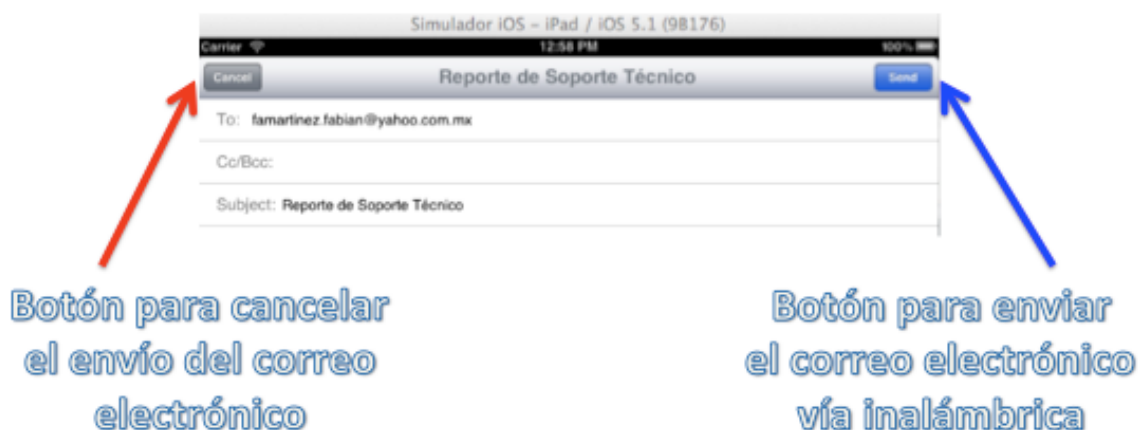 Simulador iOS – iPad / iOS 5.1 (9B176)
Carrier 12:58 PM 100%
Cancel Reporte de Soporte Técnico Send
To: famartinez.fabian@yahoo.com.mx
Cc/Bcc:
Subject: Reporte de Soporte Técnico
Botón para cancelar
el envío del correo
electrónico
Botón para enviar
el correo electrónico
vía inalámbrica